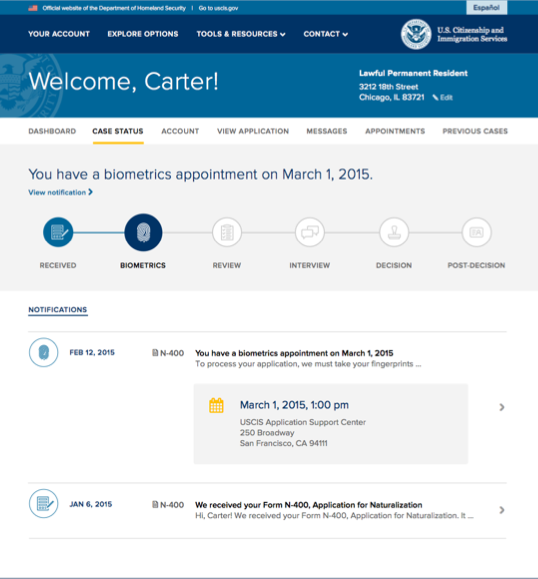 Official website of the Department of Homeland Security | Go to uscis.gov
Español
YOUR ACCOUNT EXPLORE OPTIONS TOOLS & RESOURCES CONTACT
U.S. Citizenship and
Immigration Services
Welcome, Carter!
Lawful Permanent Resident
3212 18th Street
Chicago, IL 83721 Edit
DASHBOARD CASE STATUS ACCOUNT VIEW APPLICATION MESSAGES APPOINTMENTS PREVIOUS CASES
You have a biometrics appointment on March 1, 2015.
View notification
RECEIVED BIOMETRICS REVIEW INTERVIEW DECISION POST-DECISION
NOTIFICATIONS
FEB 12, 2015 N-400 You have a biometrics appointment on March 1, 2015
To process your application, we must take your fingerprints ...
March 1, 2015, 1:00 pm
USCIS Application Support Center
250 Broadway
San Francisco, CA 94111
JAN 6, 2015 N-400 We received your Form N-400, Application for Naturalization
Hi, Carter! We received your Form N-400, Application for Naturalization. It ...